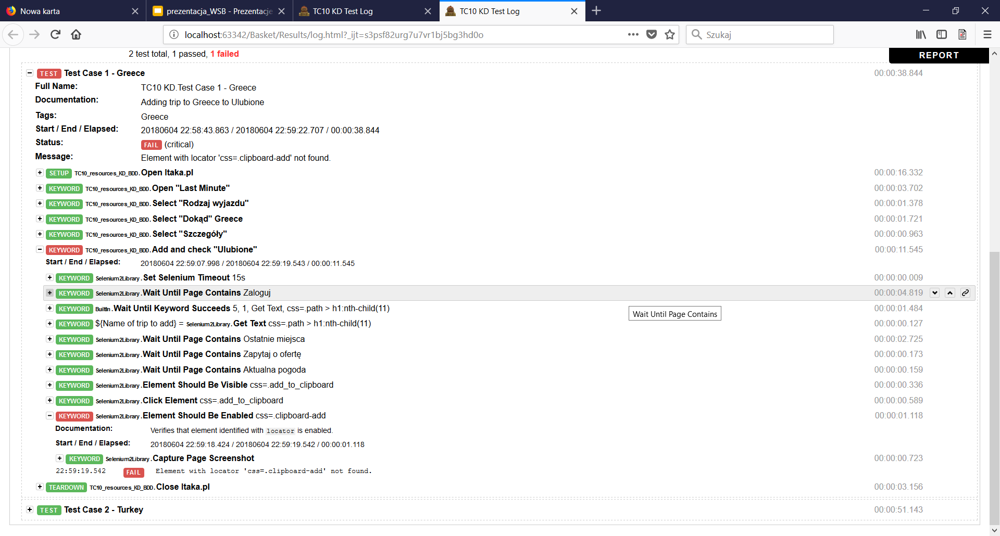 Nowa karta
prezentacja_WSB - Prezentacje
TC10 KD Test Log
TC10 KD Test Log
localhost:63342/Basket/Results/log.html?_ijt=s3psf82urg7u7vr1bj5bg3hd0o
Szukaj
2 test total, 1 passed, 1 failed
REPORT
TEST Test Case 1 - Greece 00:00:38.844
Full Name: TC10 KD.Test Case 1 - Greece
Documentation: Adding trip to Greece to Ulubione
Tags: Greece
Start / End / Elapsed: 20180604 22:58:43.863 / 20180604 22:59:22.707 / 00:00:38.844
Status: FAIL (critical)
Message: Element with locator 'css=.clipboard-add' not found.
SETUP TC10_resources_KD_BDD.Open Itaka.pl 00:00:16.332
KEYWORD TC10_resources_KD_BDD.Open "Last Minute" 00:00:03.702
KEYWORD TC10_resources_KD_BDD.Select "Rodzaj wyjazdu" 00:00:01.378
KEYWORD TC10_resources_KD_BDD.Select "Dokąd" Greece 00:00:01.721
KEYWORD TC10_resources_KD_BDD.Select "Szczegóły" 00:00:00.963
KEYWORD TC10_resources_KD_BDD.Add and check "Ulubione" 00:00:11.545
Start / End / Elapsed: 20180604 22:59:07.998 / 20180604 22:59:19.543 / 00:00:11.545
KEYWORD Selenium2Library.Set Selenium Timeout 15s 00:00:00.009
KEYWORD Selenium2Library.Wait Until Page Contains Zaloguj 00:00:04.819
KEYWORD BuiltIn.Wait Until Keyword Succeeds 5, 1, Get Text, css=.path > h1:nth-child(11) 00:00:01.484
Wait Until Page Contains
KEYWORD ${Name of trip to add} = Selenium2Library.Get Text css=.path > h1:nth-child(11) 00:00:00.127
KEYWORD Selenium2Library.Wait Until Page Contains Ostatnie miejsca 00:00:02.725
KEYWORD Selenium2Library.Wait Until Page Contains Zapytaj o ofertę 00:00:00.173
KEYWORD Selenium2Library.Wait Until Page Contains Aktualna pogoda 00:00:00.159
KEYWORD Selenium2Library.Element Should Be Visible css=.add_to_clipboard 00:00:00.336
KEYWORD Selenium2Library.Click Element css=.add_to_clipboard 00:00:00.589
KEYWORD Selenium2Library.Element Should Be Enabled css=.clipboard-add 00:00:01.118
Documentation: Verifies that element identified with locator is enabled.
Start / End / Elapsed: 20180604 22:59:18.424 / 20180604 22:59:19.542 / 00:00:01.118
KEYWORD Selenium2Library.Capture Page Screenshot 00:00:00.723
22:59:19.542 FAIL Element with locator 'css=.clipboard-add' not found.
TEARDOWN TC10_resources_KD_BDD.Close Itaka.pl 00:00:03.156
TEST Test Case 2 - Turkey 00:00:51.143